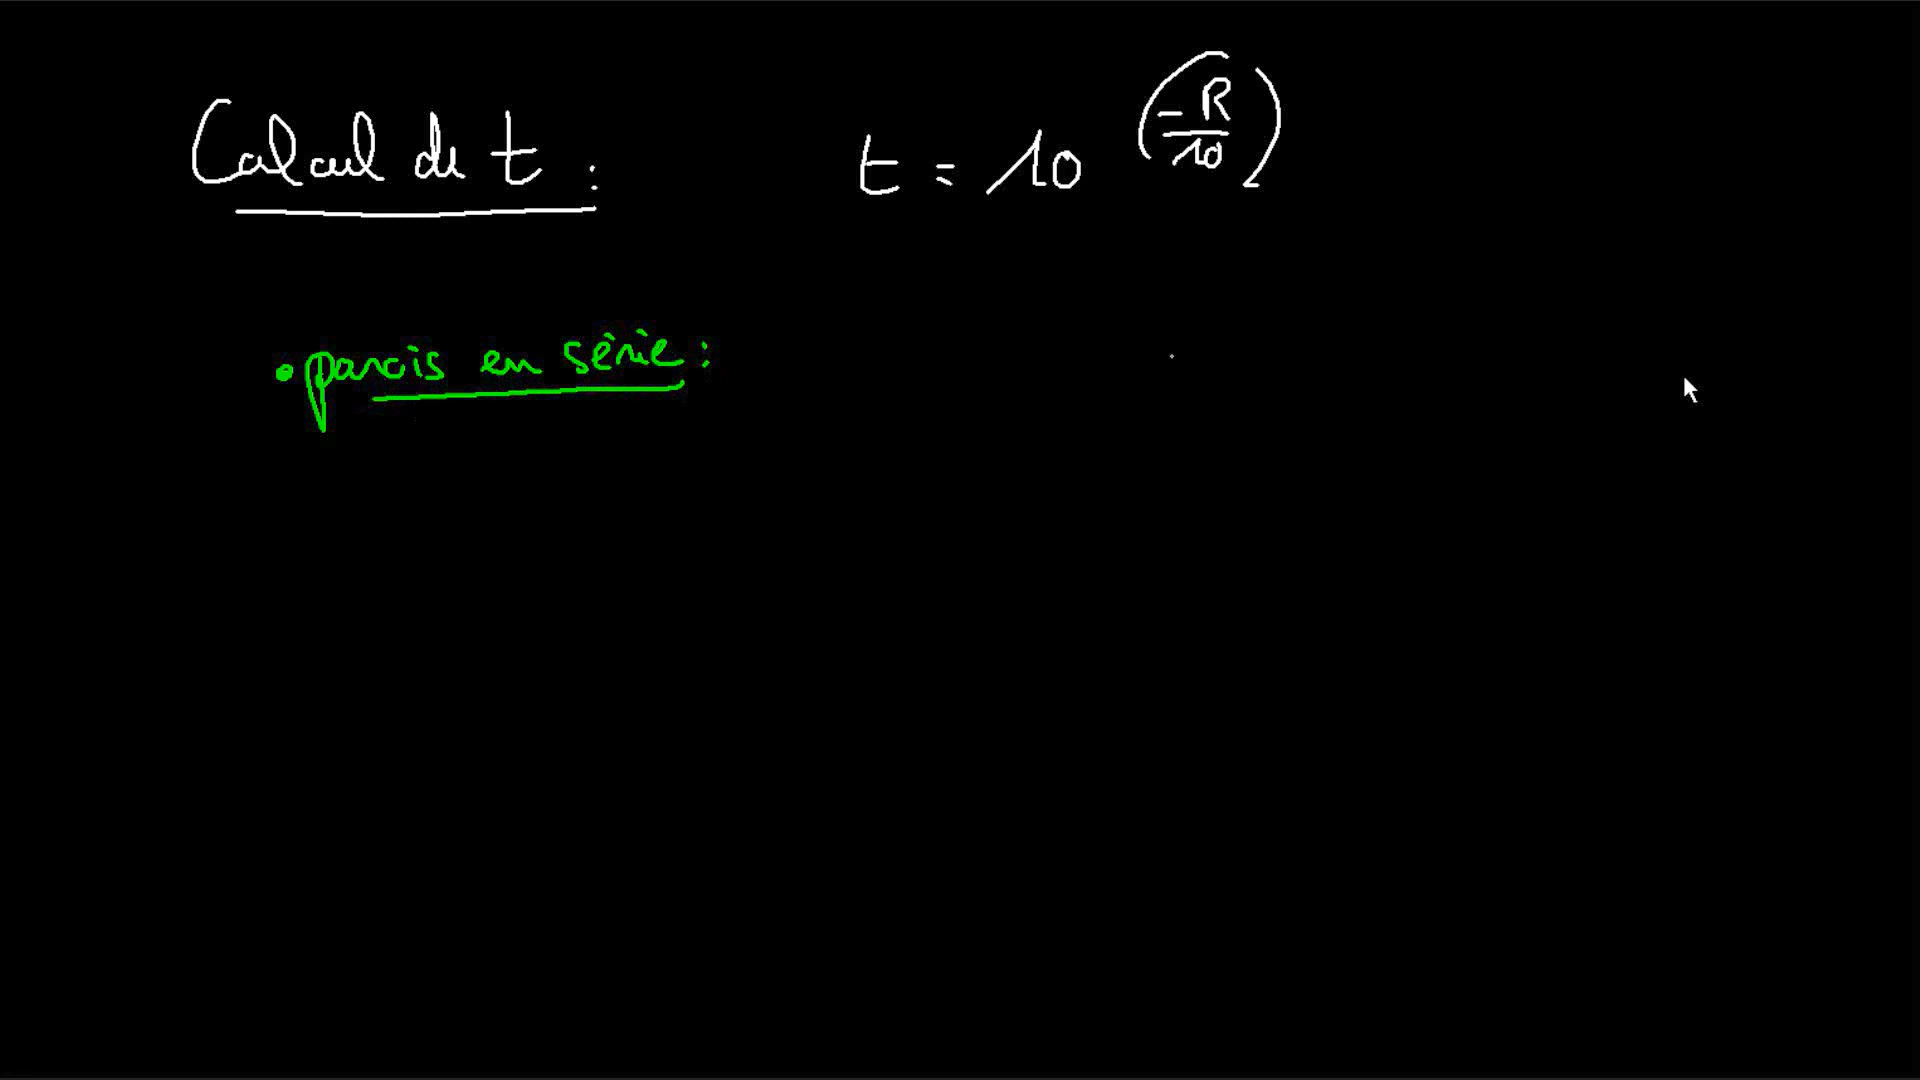 Calcul de t : t = 10^(-R/10)
• parois en série :